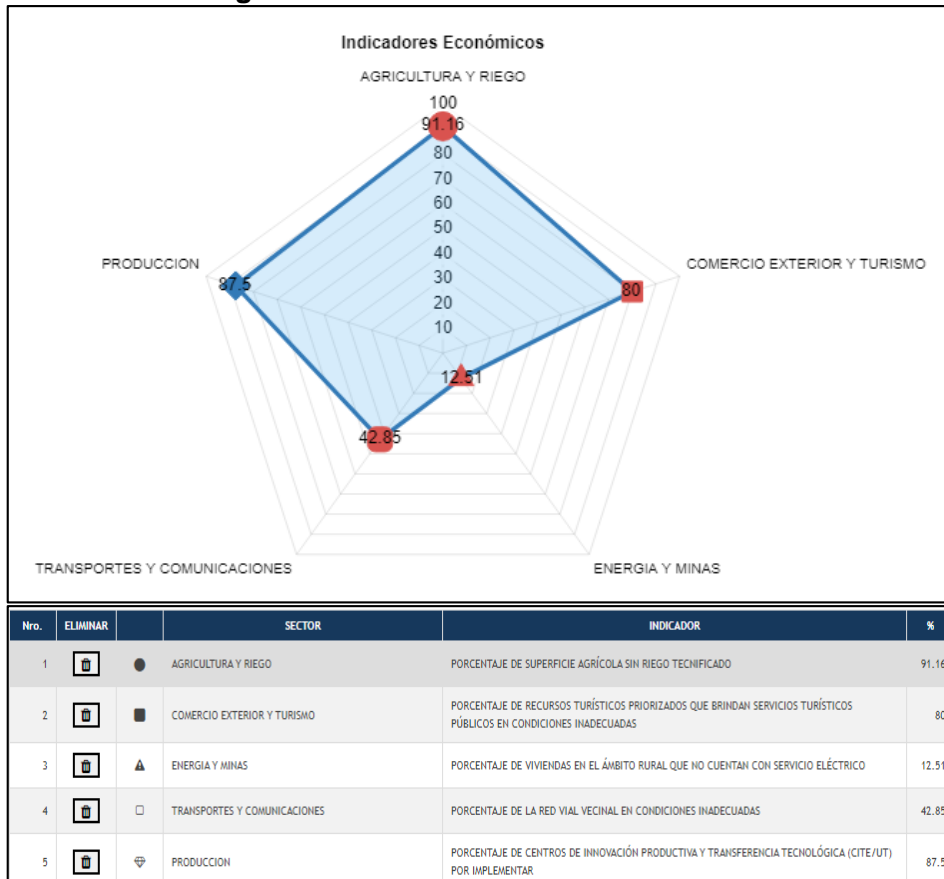 Indicadores Económicos
AGRICULTURA Y RIEGO
100
91.16
80
70
60
50
40
30
20
10
PRODUCCION
87.5
COMERCIO EXTERIOR Y TURISMO
80
12.51
42.85
TRANSPORTES Y COMUNICACIONES
ENERGIA Y MINAS
Nro. ELIMINAR SECTOR INDICADOR %
1 AGRICULTURA Y RIEGO PORCENTAJE DE SUPERFICIE AGRÍCOLA SIN RIEGO TECNIFICADO 91.16
2 COMERCIO EXTERIOR Y TURISMO PORCENTAJE DE RECURSOS TURÍSTICOS PRIORIZADOS QUE BRINDAN SERVICIOS TURÍSTICOS
PÚBLICOS EN CONDICIONES INADECUADAS 80
3 ENERGIA Y MINAS PORCENTAJE DE VIVIENDAS EN EL ÁMBITO RURAL QUE NO CUENTAN CON SERVICIO ELÉCTRICO 12.51
4 TRANSPORTES Y COMUNICACIONES PORCENTAJE DE LA RED VIAL VECINAL EN CONDICIONES INADECUADAS 42.85
5 PRODUCCION PORCENTAJE DE CENTROS DE INNOVACIÓN PRODUCTIVA Y TRANSFERENCIA TECNOLÓGICA (CITE/UT)
POR IMPLEMENTAR 87.5